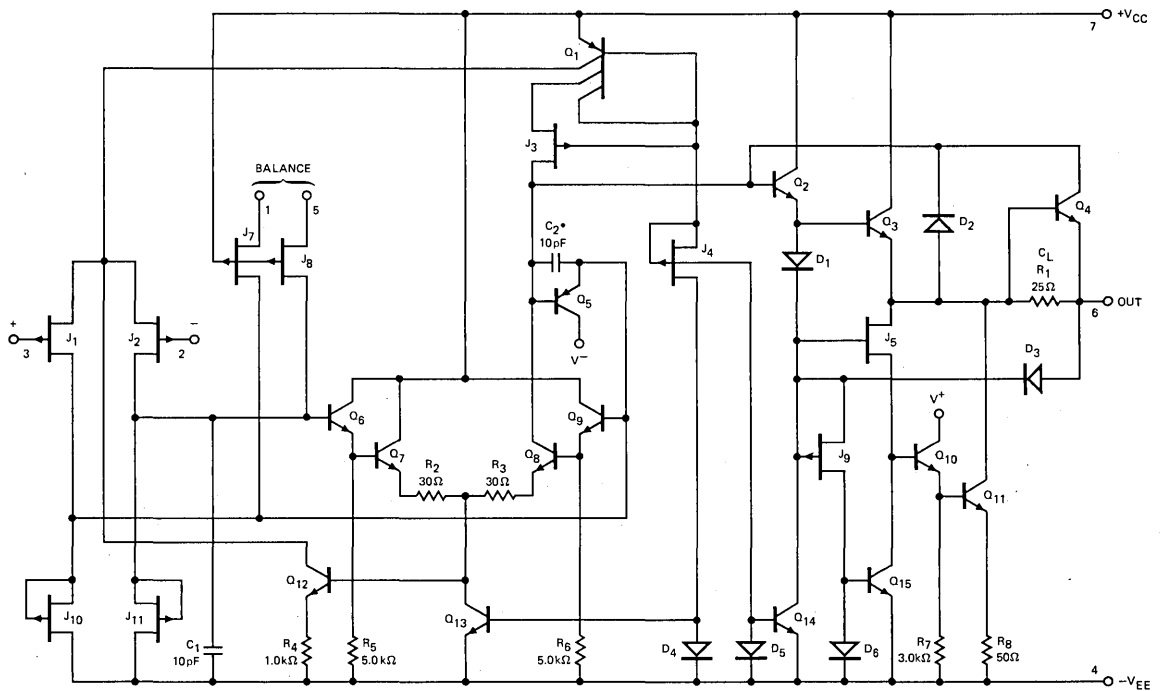 +VCC
7
Q1
J3
BALANCE
1
5
Q2
Q3
D2
Q4
J7
J8
C2*
10pF
J4
D1
CL
R1
25Ω
OUT
6
Q5
V−
+
3
J1
J2
−
2
J5
D3
V+
Q6
Q9
Q7
Q8
J9
Q10
R2
30Ω
R3
30Ω
Q11
Q12
Q15
J10
J11
Q13
Q14
C1
10pF
R4
1.0kΩ
R5
5.0kΩ
R6
5.0kΩ
D4
D5
D6
R7
3.0kΩ
R8
50Ω
4
−VEE